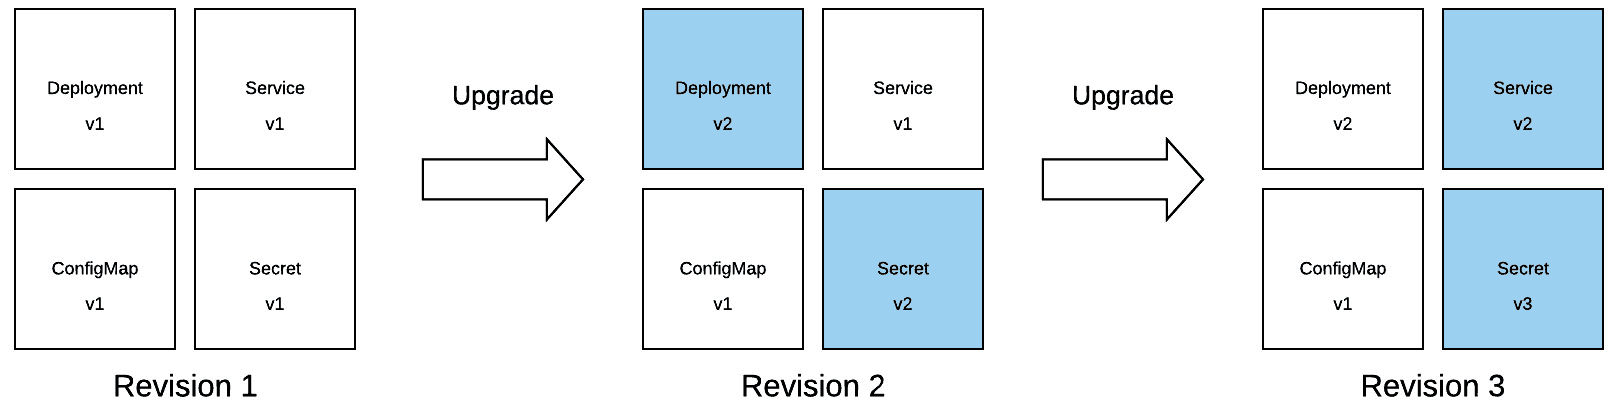 Deployment
v1
Service
v1
ConfigMap
v1
Secret
v1
Revision 1
Upgrade
Deployment
v2
Service
v1
ConfigMap
v1
Secret
v2
Revision 2
Upgrade
Deployment
v2
Service
v2
ConfigMap
v1
Secret
v3
Revision 3